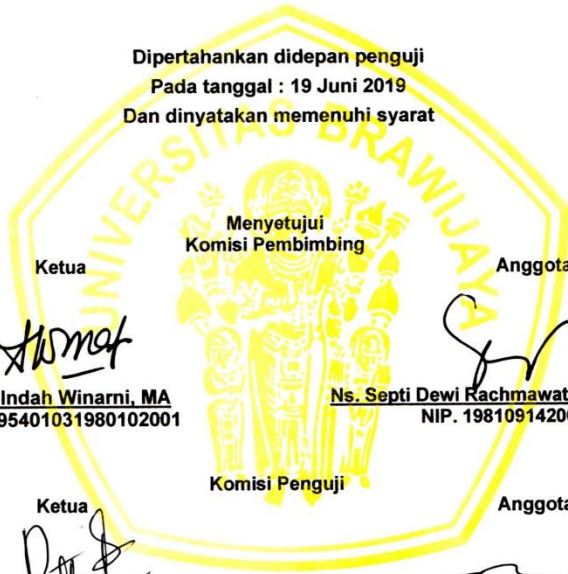 Dipertahankan didepan penguji
Pada tanggal : 19 Juni 2019
Dan dinyatakan memenuhi syarat
UNIVERSITAS BRAWIJAYA
Menyetujui
Komisi Pembimbing
Ketua Anggota
Indah Winarni, MA Ns. Septi Dewi Rachmawat
95401031980102001 NIP. 1981091420
Komisi Penguji
Ketua Anggota